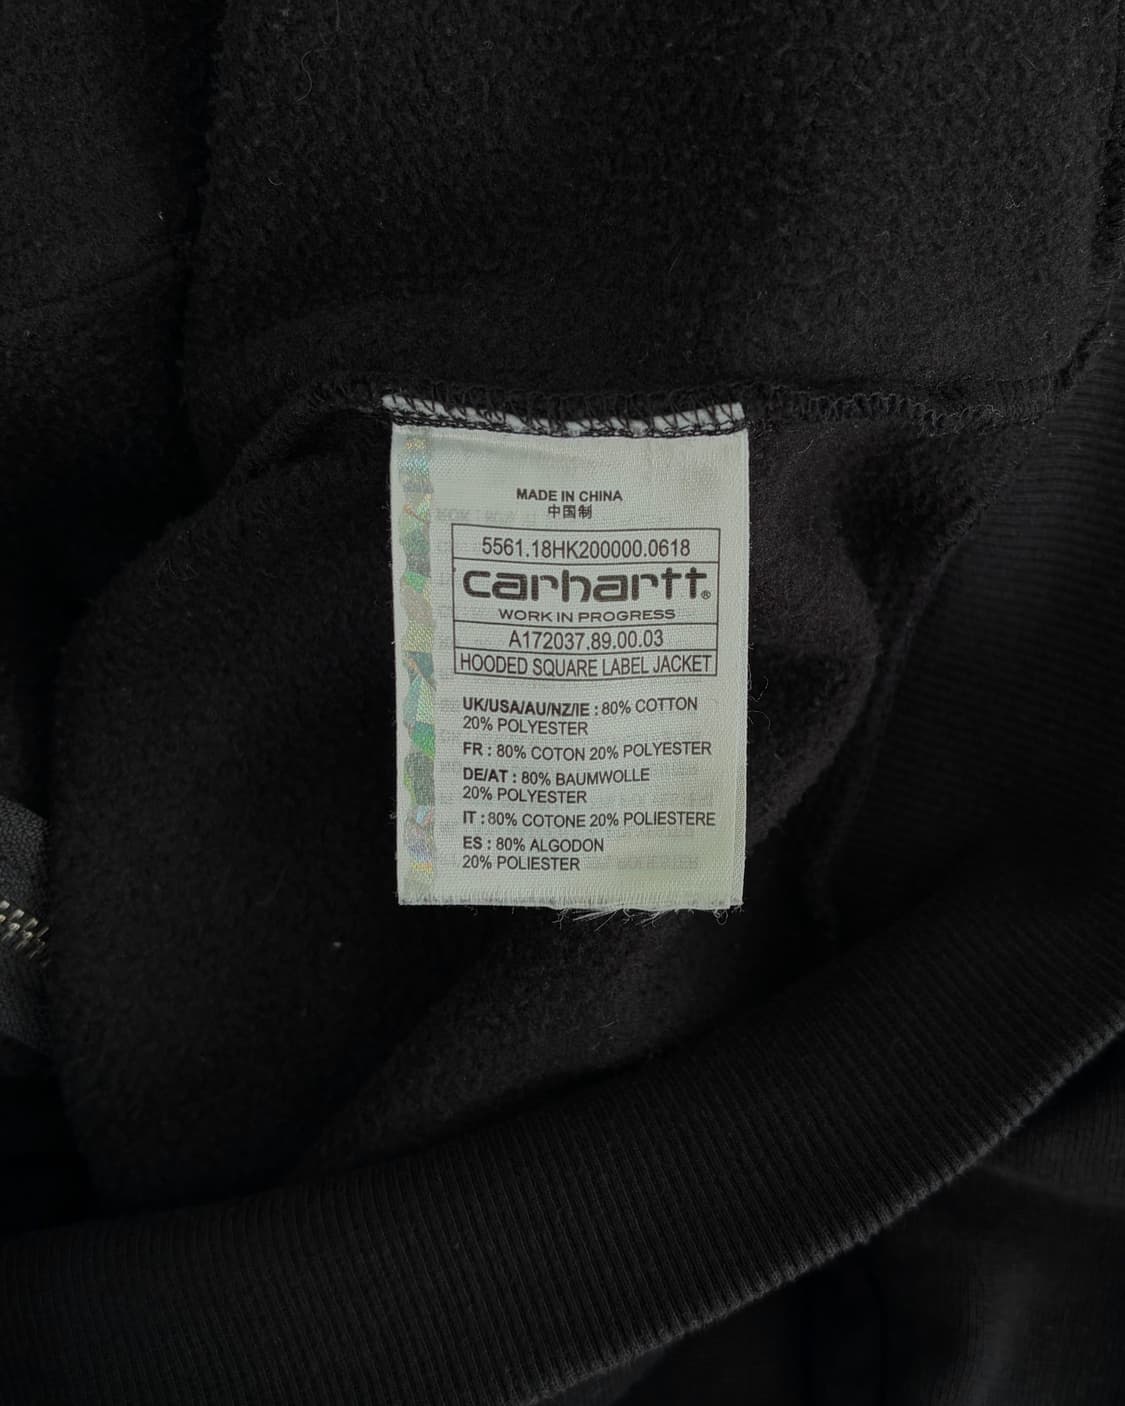 MADE IN CHINA
中国制
5561.18HK200000.0618
carhartt®
WORK IN PROGRESS
A172037.89.00.03
HOODED SQUARE LABEL JACKET
UK/USA/AU/NZ/IE : 80% COTTON
20% POLYESTER
FR : 80% COTON 20% POLYESTER
DE/AT : 80% BAUMWOLLE
20% POLYESTER
IT : 80% COTONE 20% POLIESTERE
ES : 80% ALGODON
20% POLIESTER